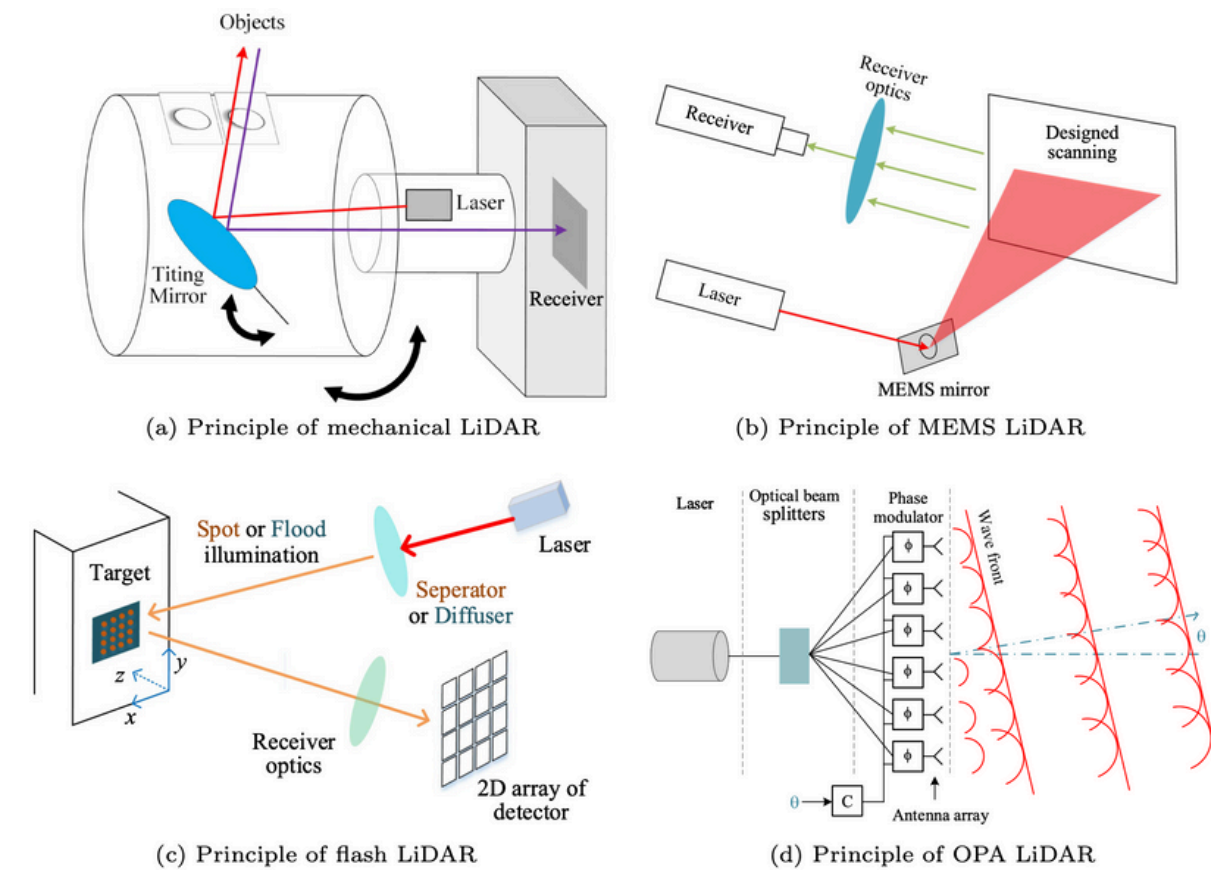 Objects
Laser
Titing
Mirror
Receiver
(a) Principle of mechanical LiDAR
Receiver
optics
Receiver
Designed
scanning
Laser
MEMS mirror
(b) Principle of MEMS LiDAR
Spot or Flood
illumination
Laser
Target
Seperator
or Diffuser
z
y
x
Receiver
optics
2D array of
detector
(c) Principle of flash LiDAR
Laser
Optical beam
splitters
Phase
modulator
Wave front
ϕ
ϕ
ϕ
ϕ
ϕ
ϕ
θ
θ
C
Antenna array
(d) Principle of OPA LiDAR